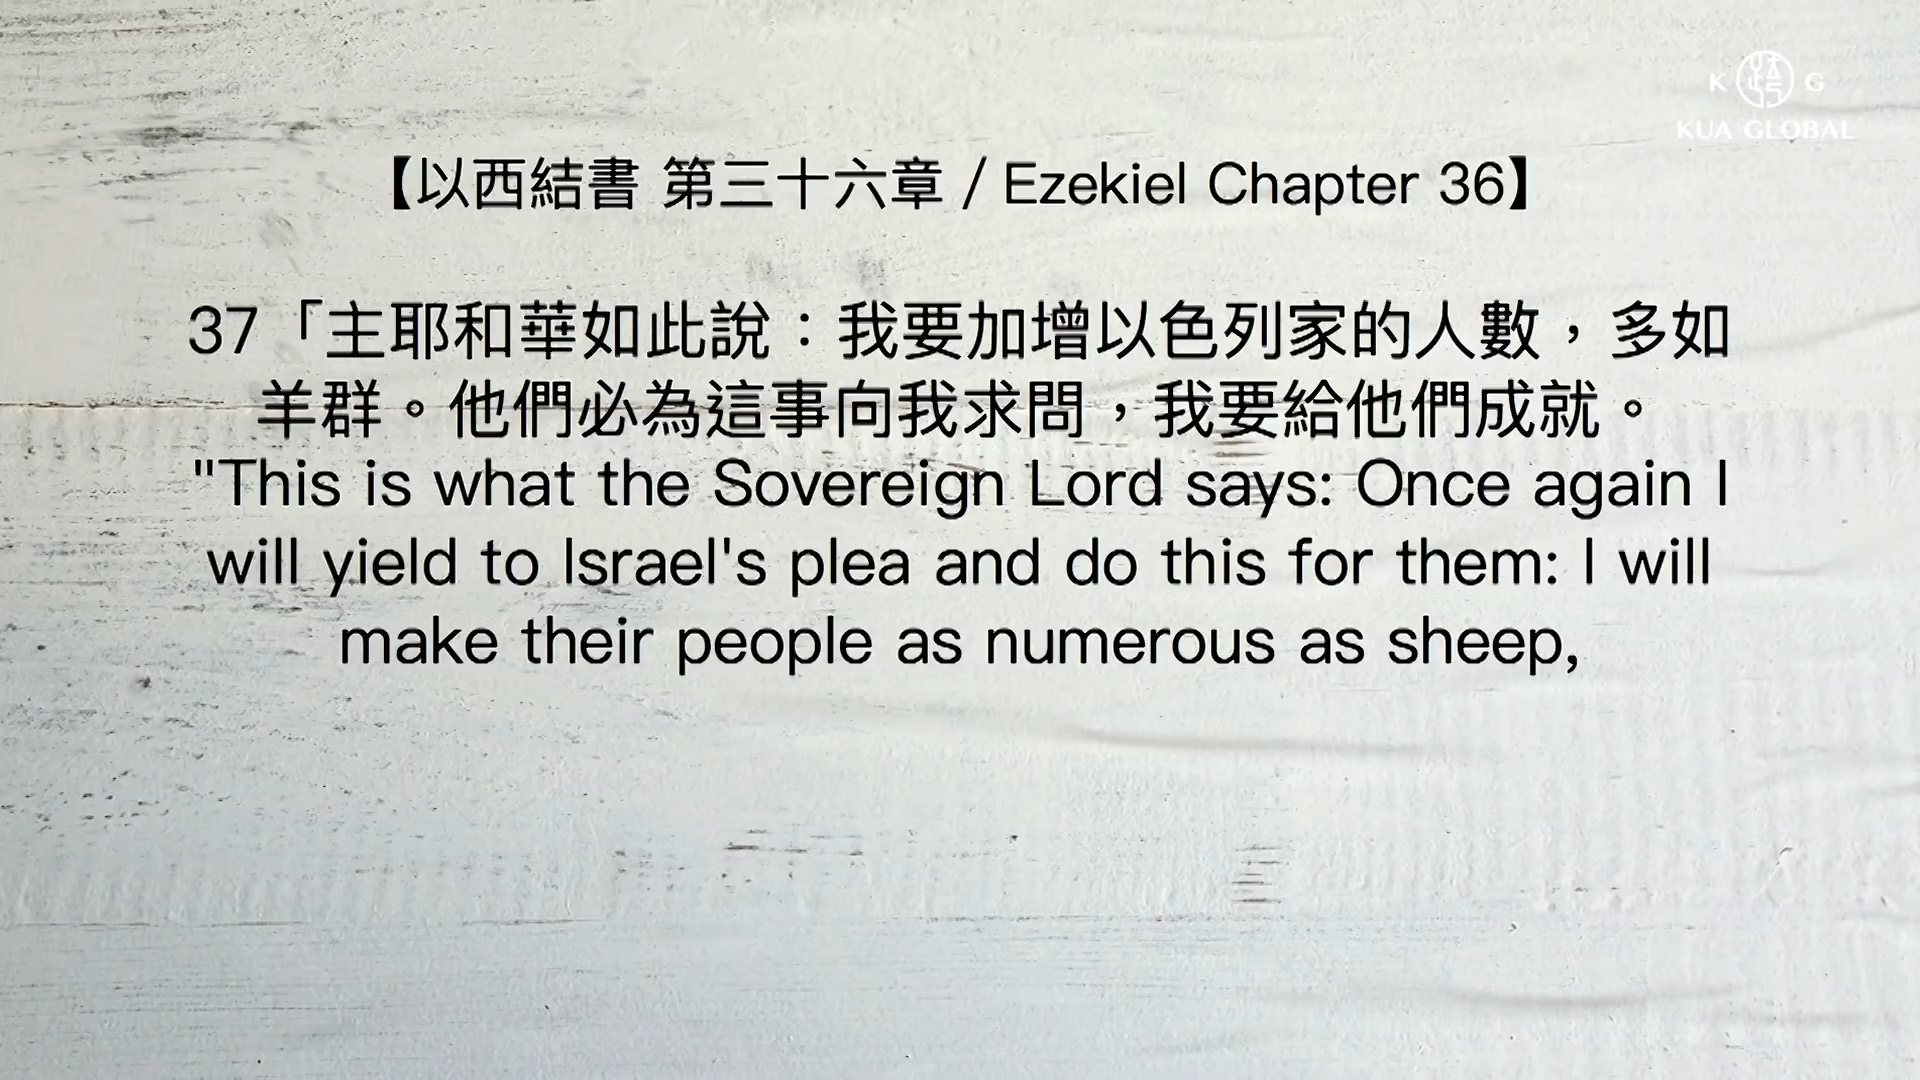 K G
KUA GLOBAL
【以西結書 第三十六章 / Ezekiel Chapter 36】
37「主耶和華如此說：我要加增以色列家的人數，多如
羊群。他們必為這事向我求問，我要給他們成就。
"This is what the Sovereign Lord says: Once again I
will yield to Israel's plea and do this for them: I will
make their people as numerous as sheep,